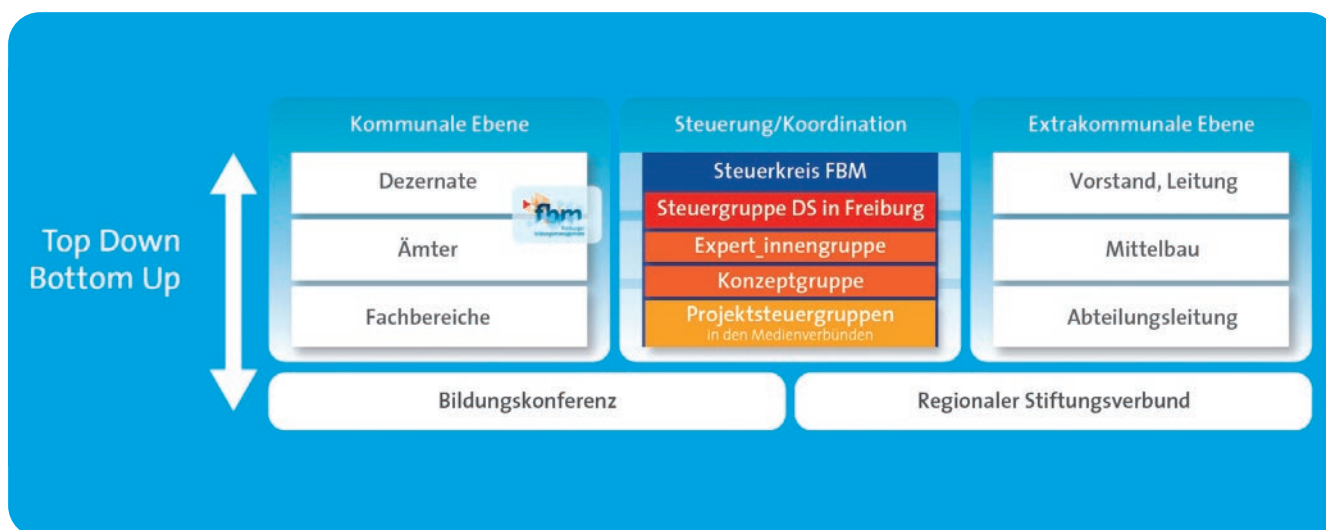 Top Down
Bottom Up
Kommunale Ebene
Dezernate
Ämter
Fachbereiche
fbm
Steuerung/Koordination
Steuerkreis FBM
Steuergruppe DS in Freiburg
Expert_innengruppe
Konzeptgruppe
Projektsteuergruppen
in den Medienverbünden
Extrakommunale Ebene
Vorstand, Leitung
Mittelbau
Abteilungsleitung
Bildungskonferenz
Regionaler Stiftungsverbund